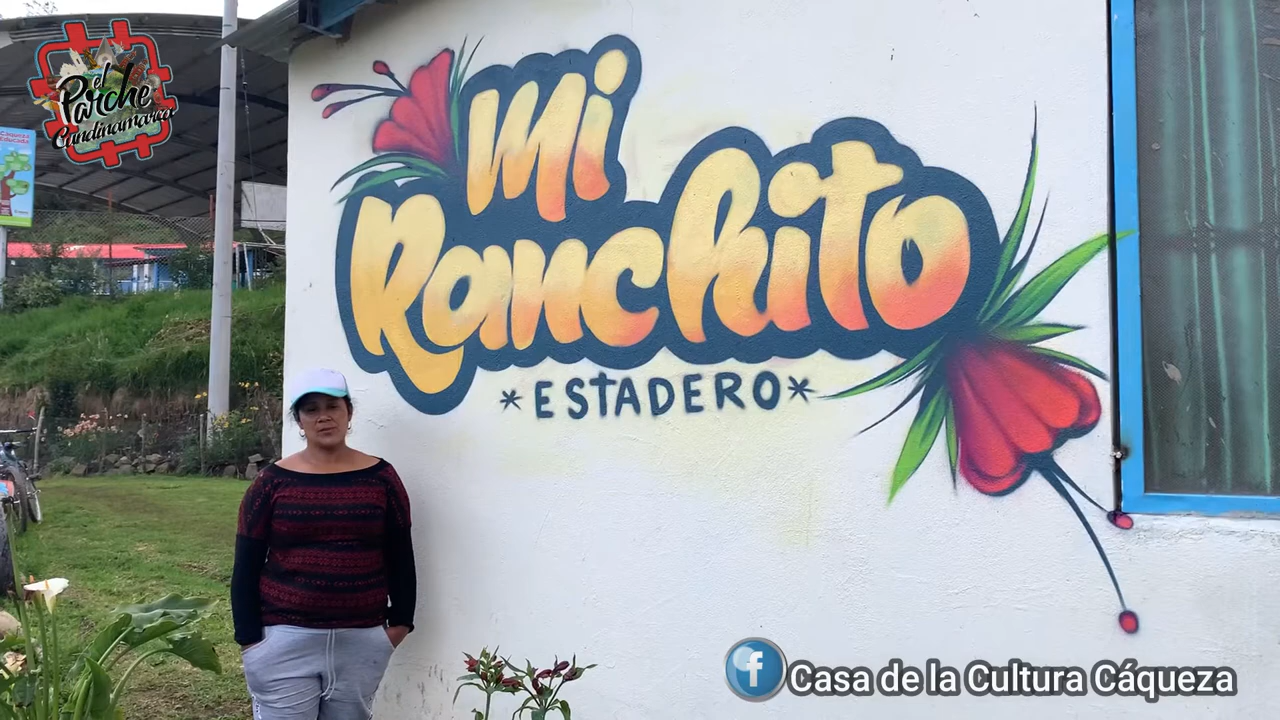 el
Parche
Cundinamarca
Mi
Ranchito
*ESTADERO*
f Casa de la Cultura Cáqueza